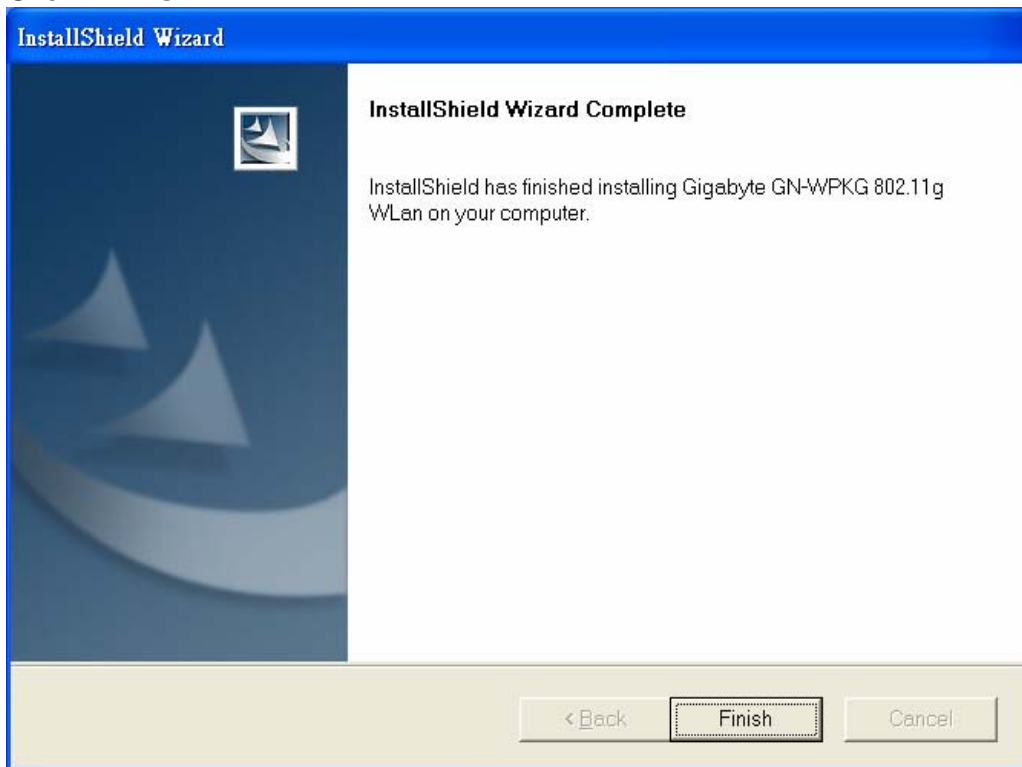 InstallShield Wizard
InstallShield Wizard Complete
InstallShield has finished installing Gigabyte GN-WPKG 802.11g
WLan on your computer.
< Back
Finish
Cancel